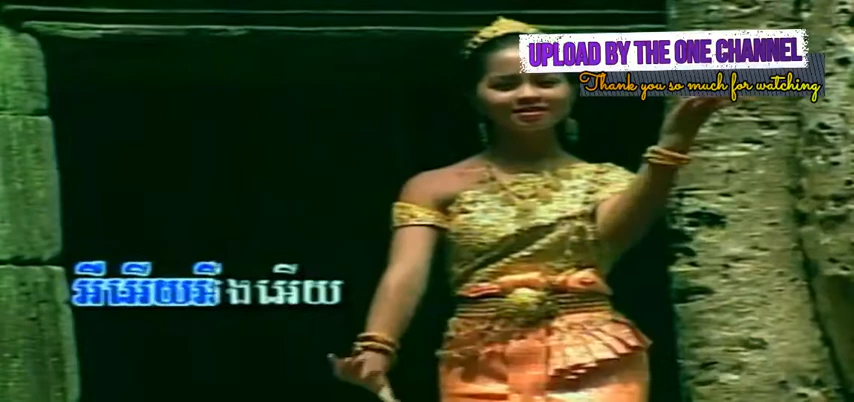 UPLOAD BY THE ONE CHANNEL
Thank you so much for watching
អឺអើយអឺងអើយ